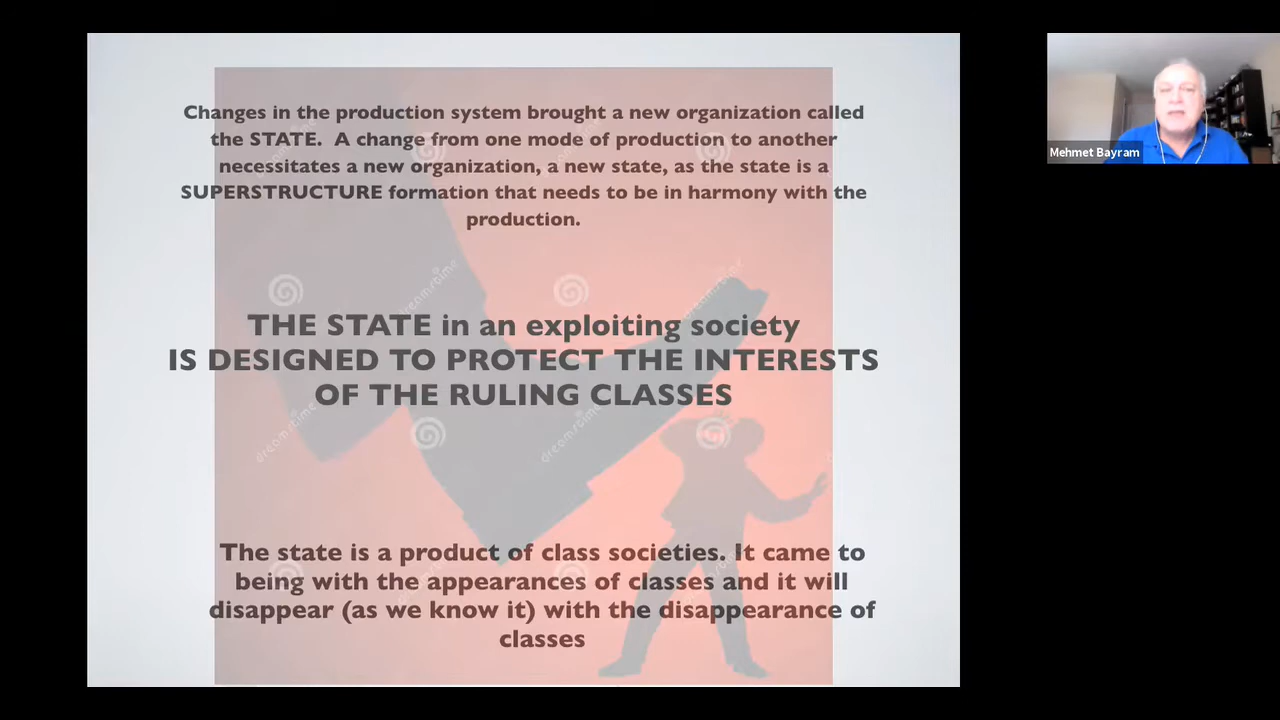 Changes in the production system brought a new organization called
the STATE. A change from one mode of production to another
necessitates a new organization, a new state, as the state is a
SUPERSTRUCTURE formation that needs to be in harmony with the
production.
THE STATE in an exploiting society
IS DESIGNED TO PROTECT THE INTERESTS
OF THE RULING CLASSES
The state is a product of class societies. It came to
being with the appearances of classes and it will
disappear (as we know it) with the disappearance of
classes
Mehmet Bayram
dreamstime
dreamstime
dreamstime
dreamstime